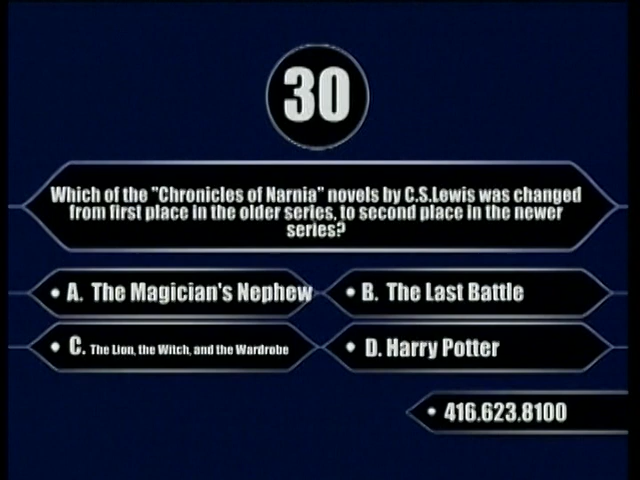 30
Which of the "Chronicles of Narnia" novels by C.S.Lewis was changed
from first place in the older series, to second place in the newer
series?
• A. The Magician's Nephew
• B. The Last Battle
• C. The Lion, the Witch, and the Wardrobe
• D. Harry Potter
• 416.623.8100